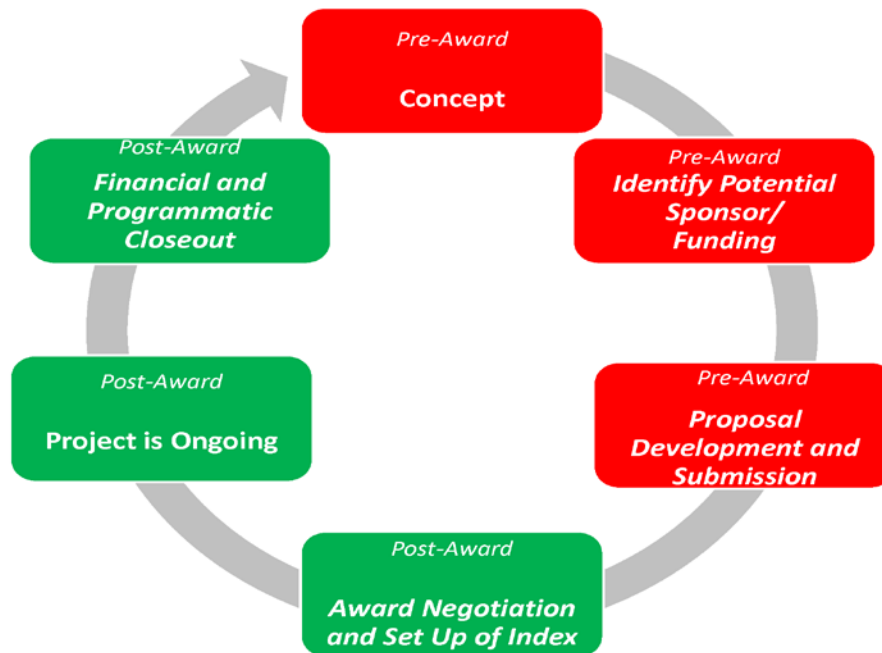 Pre-Award
Concept
Pre-Award
Identify Potential
Sponsor/
Funding
Pre-Award
Proposal
Development and
Submission
Post-Award
Award Negotiation
and Set Up of Index
Post-Award
Project is Ongoing
Post-Award
Financial and
Programmatic
Closeout